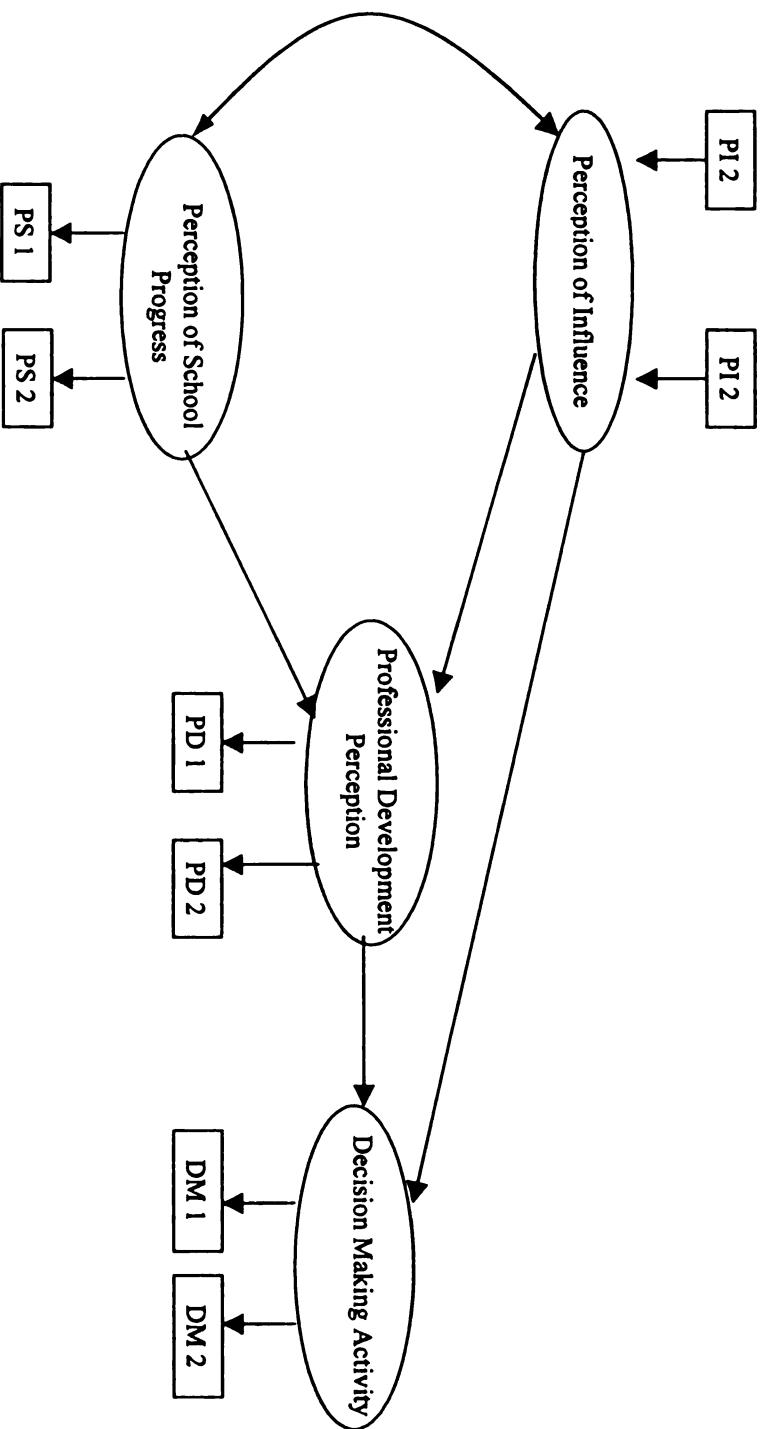 PI 2
PI 2
Perception of Influence
Perception of School
Progress
PS 1
PS 2
Professional Development
Perception
PD 1
PD 2
Decision Making Activity
DM 1
DM 2